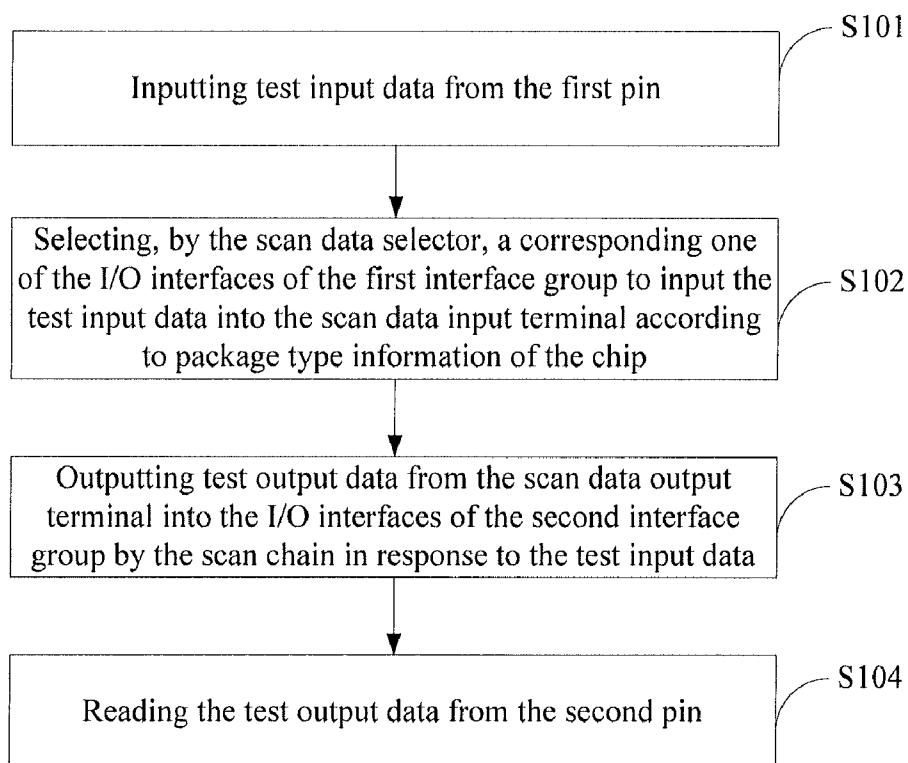 S101
Inputting test input data from the first pin
Selecting, by the scan data selector, a corresponding one
of the I/O interfaces of the first interface group to input the
test input data into the scan data input terminal according
to package type information of the chip
S102
Outputting test output data from the scan data output
terminal into the I/O interfaces of the second interface
group by the scan chain in response to the test input data
S103
Reading the test output data from the second pin
S104